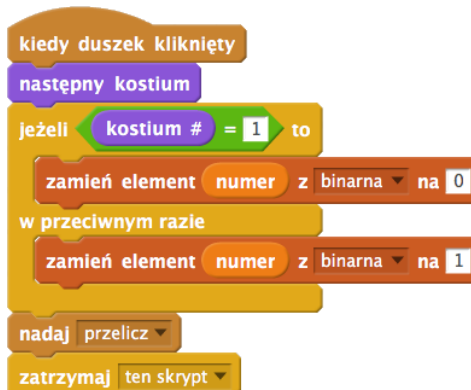 kiedy duszek kliknięty
następny kostium
jeżeli kostium # = 1 to
zamień element numer z binarna na 0
w przeciwnym razie
zamień element numer z binarna na 1
nadaj przelicz
zatrzymaj ten skrypt